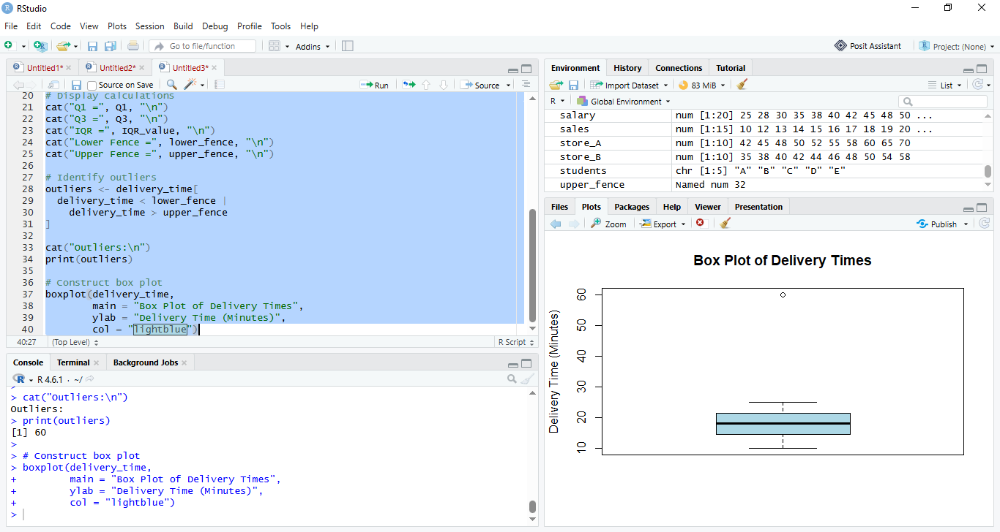 RStudio
File Edit Code View Plots Session Build Debug Profile Tools Help
Go to file/function Addins Posit Assistant Project: (None)
Untitled1* Untitled2* Untitled3*
Source on Save Run Source
20 # Display calculations
21 cat("Q1 =", Q1, "\n")
22 cat("Q3 =", Q3, "\n")
23 cat("IQR =", IQR_value, "\n")
24 cat("Lower Fence =", lower_fence, "\n")
25 cat("Upper Fence =", upper_fence, "\n")
26
27 # Identify outliers
28 outliers <- delivery_time[
29 delivery_time < lower_fence |
30 delivery_time > upper_fence
31 ]
32
33 cat("Outliers:\n")
34 print(outliers)
35
36 # Construct box plot
37 boxplot(delivery_time,
38 main = "Box Plot of Delivery Times",
39 ylab = "Delivery Time (Minutes)",
40 col = "lightblue")
40:27 (Top Level) R Script
Console Terminal Background Jobs
R 4.6.1 · ~/
> cat("Outliers:\n")
Outliers:
> print(outliers)
[1] 60
>
> # Construct box plot
> boxplot(delivery_time,
+ main = "Box Plot of Delivery Times",
+ ylab = "Delivery Time (Minutes)",
+ col = "lightblue")
>
Environment History Connections Tutorial
Import Dataset 83 MiB List
R Global Environment
salary num [1:20] 25 28 30 35 38 40 42 45 48 50 ...
sales num [1:15] 10 12 13 14 15 16 17 18 19 20 ...
store_A num [1:10] 42 45 48 50 52 55 58 60 65 70
store_B num [1:10] 35 38 40 42 44 46 48 50 54 58
students chr [1:5] "A" "B" "C" "D" "E"
upper_fence Named num 32
Files Plots Packages Help Viewer Presentation
Zoom Export Publish
Box Plot of Delivery Times
Delivery Time (Minutes)
60
50
40
30
20
10